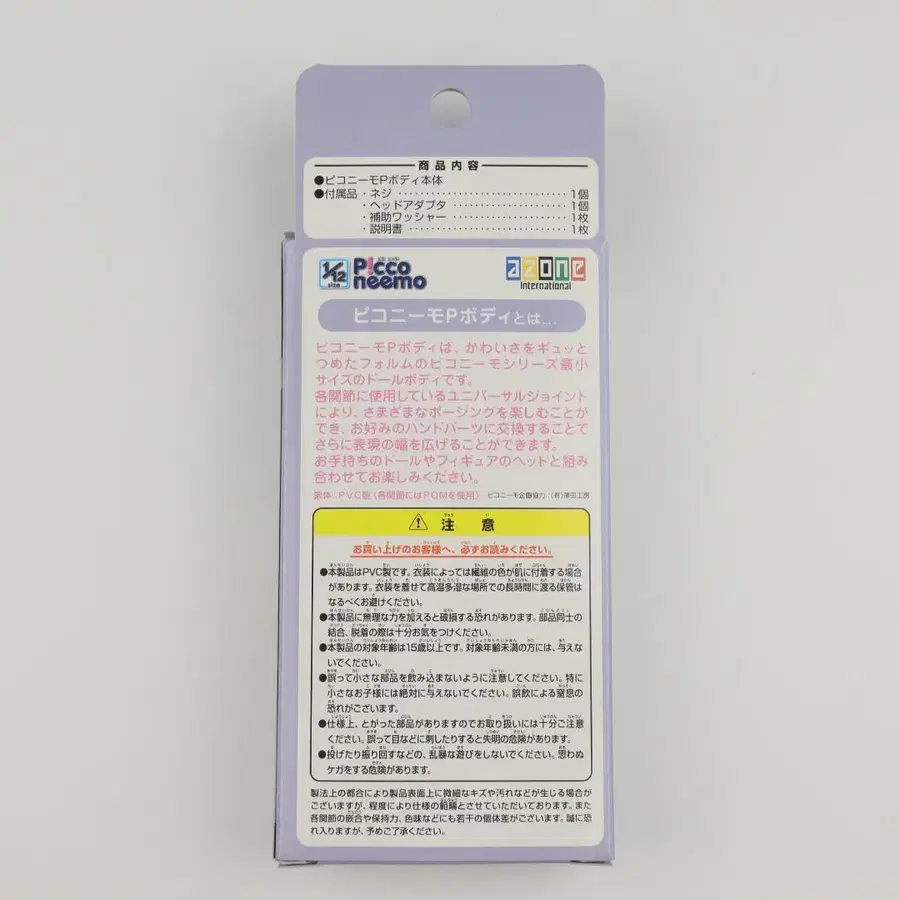 商品内容
●ピコニーモPボディ本体
●付属品・ネジ ……………………… 1個
・ヘッドアダプタ ……………… 1個
・補助ワッシャー ……………… 1枚
・説明書 ……………………… 1枚
1/12 size Picco neemo azone International
ピコニーモPボディとは…
ピコニーモPボディは、かわいさをギュッと
つめたフォルムのピコニーモシリーズ最小
サイズのドールボディです。
各関節に使用しているユニバーサルジョイント
により、さまざまなポージングを楽しむことが
でき、お好みのハンドパーツに交換することで
さらに表現の幅を広げることができます。
お手持ちのドールやフィギュアのヘットと組み
合わせてお楽しみください。
素体:PVC製(各関節にはPOMを使用) ピコニーモ企画協力 (有)澤田工房
⚠ 注意
お買い上げのお客様へ、必ずお読みください。
●本製品はPVC製です。衣装によっては繊維の色が肌に付着する場合
があります。衣装を着せて高温多湿な場所での長時間に渡る保管は
なるべくお避けください。
●本製品に無理な力を加えると破損する恐れがあります。部品同士の
結合、脱着の際は十分お気をつけください。
●本製品の対象年齢は15歳以上です。対象年齢未満の方には、与えな
いでください。
●誤って小さな部品を飲み込まないように注意してください。特に
小さなお子様には絶対に与えないでください。誤飲による窒息の
恐れがございます。
●仕様上、とがった部品がありますのでお取り扱いには十分ご注意
ください。誤って目などに刺したりすると失明の危険があります。
●投げたり振り回すなどの、乱暴な遊びをしないでください。思わぬ
ケガをする危険があります。
製法上の都合により製品表面上に微細なキズや汚れなどが生じる場合が
ございますが、程度により仕様の範疇とさせていただいております。また
各関節の嵌合や保持力、色味などにも若干の個体差がございます。誠に恐
れ入りますが、予めご了承ください。